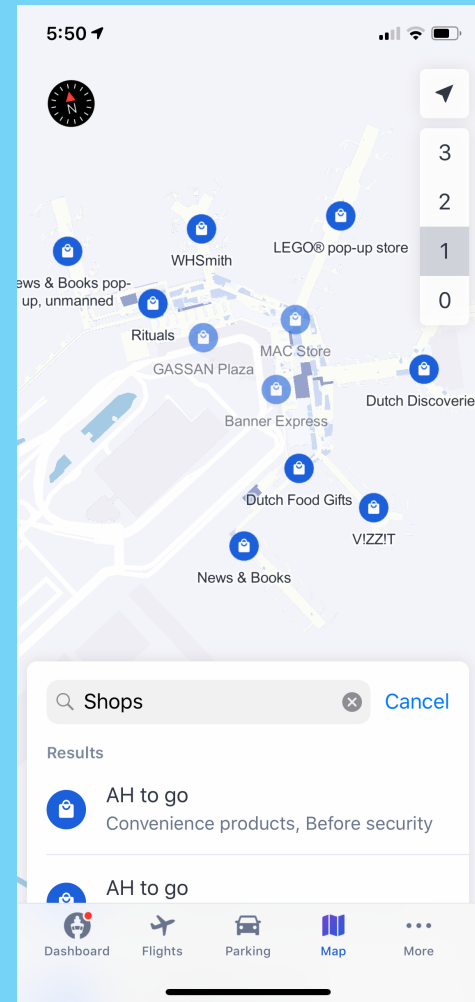 5:50
N
3
2
1
0
WHSmith
LEGO® pop-up store
ews & Books pop-
up, unmanned
Rituals
GASSAN Plaza
MAC Store
Dutch Discoverie
Banner Express
Dutch Food Gifts
V!ZZ!T
News & Books
Shops
Cancel
Results
AH to go
Convenience products, Before security
AH to go
Dashboard
Flights
Parking
Map
More